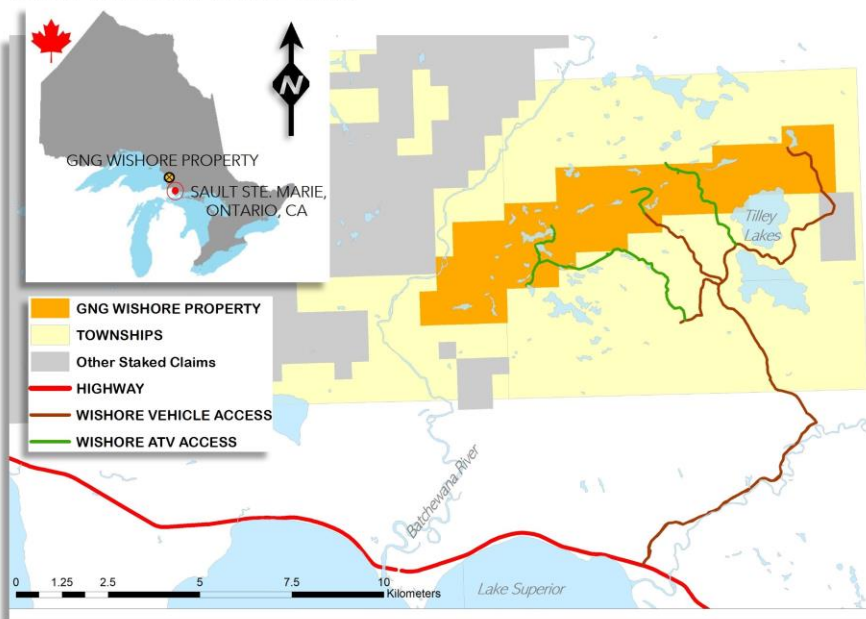 N
GNG WISHORE PROPERTY
SAULT STE. MARIE,
ONTARIO, CA
Tilley
Lakes
GNG WISHORE PROPERTY
TOWNSHIPS
Other Staked Claims
HIGHWAY
WISHORE VEHICLE ACCESS
WISHORE ATV ACCESS
Batchewana River
0 1.25 2.5 5 7.5 10
Kilometers
Lake Superior